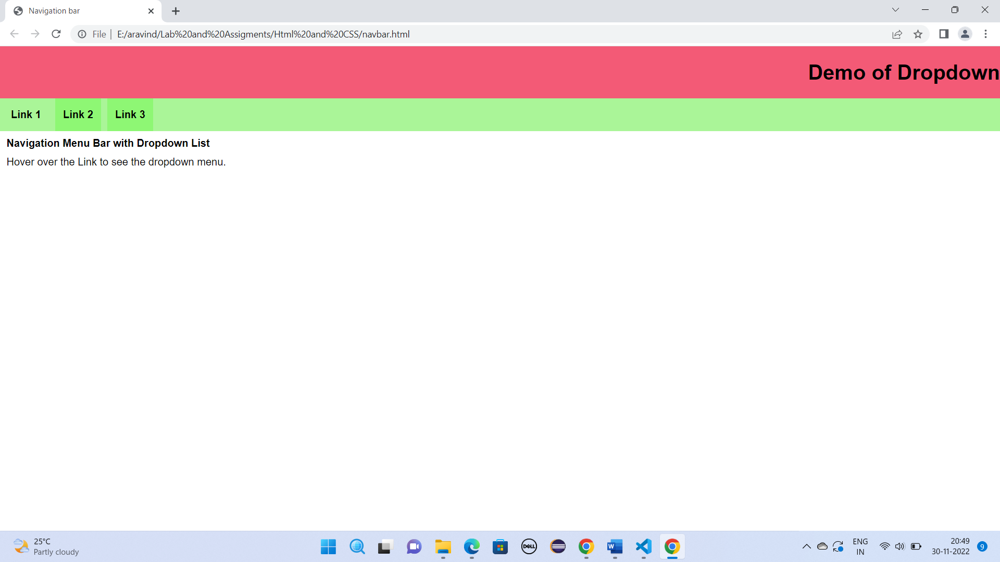 Navigation bar
File | E:/aravind/Lab%20and%20Assigments/Html%20and%20CSS/navbar.html
Demo of Dropdown
Link 1 Link 2 Link 3
Navigation Menu Bar with Dropdown List
Hover over the Link to see the dropdown menu.
25°C
Partly cloudy
DELL
W
ENG
IN
20:49
30-11-2022
9